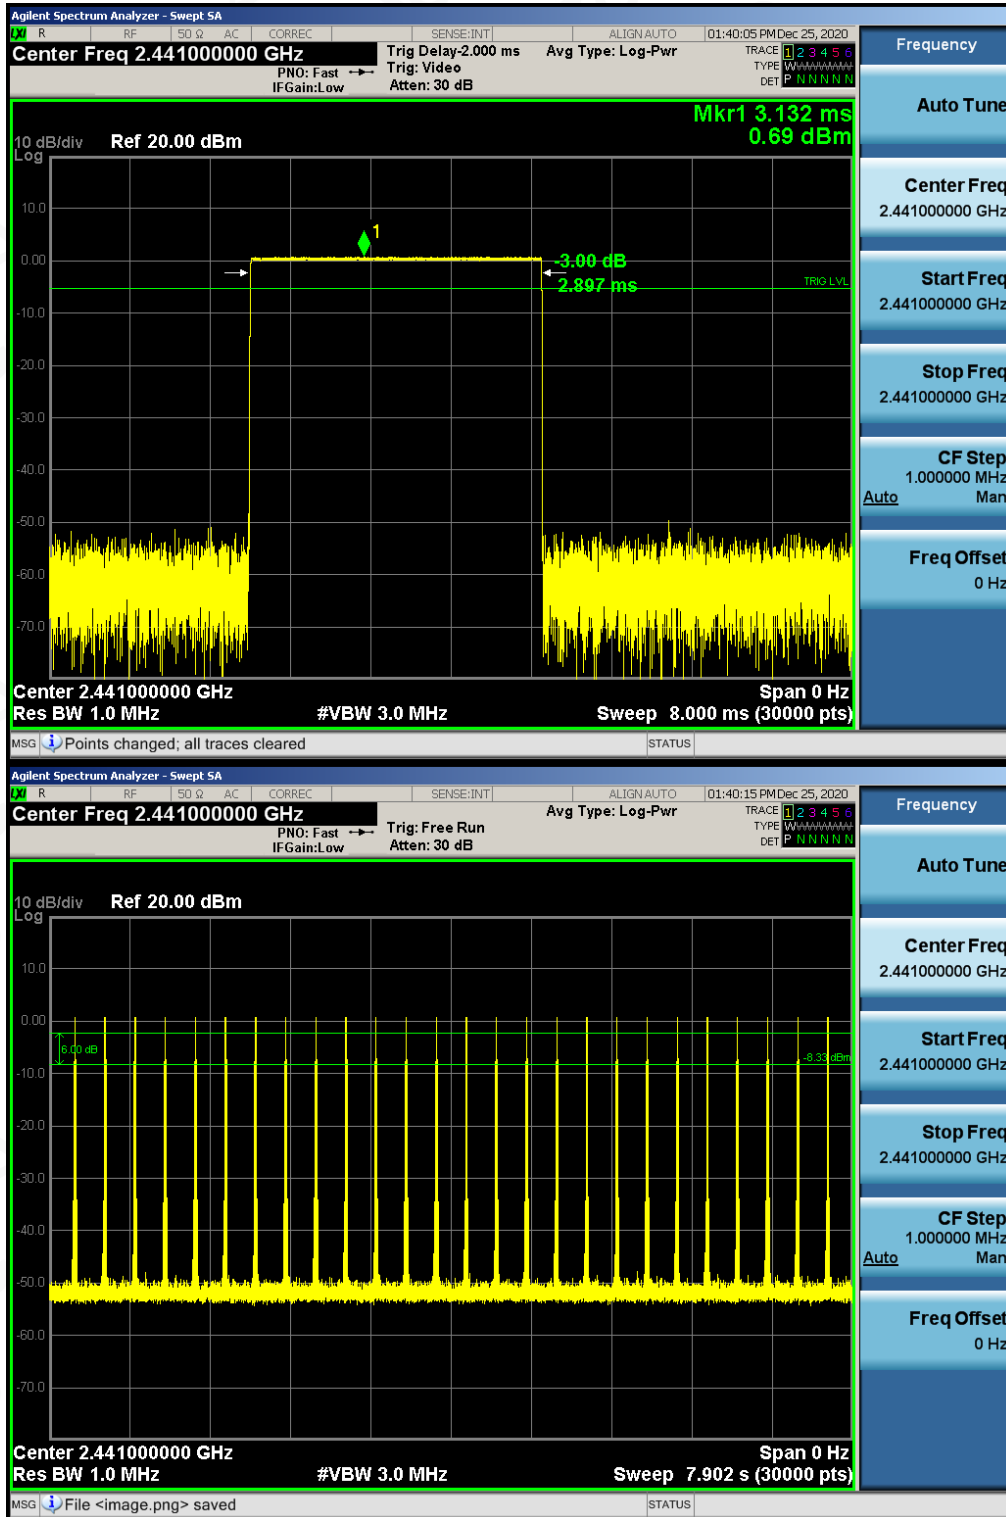 Agilent Spectrum Analyzer - Swept SA
LXI R RF 50 Ω AC CORREC SENSE:INT ALIGN AUTO 01:40:05 PM Dec 25, 2020
Center Freq 2.441000000 GHz
PNO: Fast
IFGain:Low
Trig Delay-2.000 ms
Trig: Video
Atten: 30 dB
Avg Type: Log-Pwr
TRACE 1 2 3 4 5 6
TYPE WWWWWW
DET P N N N N N
Mkr1 3.132 ms
0.69 dBm
10 dB/div Ref 20.00 dBm
Log
10.0
1
0.00
-3.00 dB
2.897 ms
TRIG LVL
-10.0
-20.0
-30.0
-40.0
-50.0
-60.0
-70.0
Center 2.441000000 GHz Span 0 Hz
Res BW 1.0 MHz #VBW 3.0 MHz Sweep 8.000 ms (30000 pts)
MSG Points changed; all traces cleared STATUS
Frequency
Auto Tune
Center Freq
2.441000000 GHz
Start Freq
2.441000000 GHz
Stop Freq
2.441000000 GHz
CF Step
1.000000 MHz
Auto Man
Freq Offset
0 Hz
Agilent Spectrum Analyzer - Swept SA
LXI R RF 50 Ω AC CORREC SENSE:INT ALIGN AUTO 01:40:15 PM Dec 25, 2020
Center Freq 2.441000000 GHz
PNO: Fast
IFGain:Low
Trig: Free Run
Atten: 30 dB
Avg Type: Log-Pwr
TRACE 1 2 3 4 5 6
TYPE WWWWWW
DET P N N N N N
10 dB/div Ref 20.00 dBm
Log
10.0
0.00
6.00 dB
-8.33 dBm
-10.0
-20.0
-30.0
-40.0
-50.0
-60.0
-70.0
Center 2.441000000 GHz Span 0 Hz
Res BW 1.0 MHz #VBW 3.0 MHz Sweep 7.902 s (30000 pts)
MSG File <image.png> saved STATUS
Frequency
Auto Tune
Center Freq
2.441000000 GHz
Start Freq
2.441000000 GHz
Stop Freq
2.441000000 GHz
CF Step
1.000000 MHz
Auto Man
Freq Offset
0 Hz